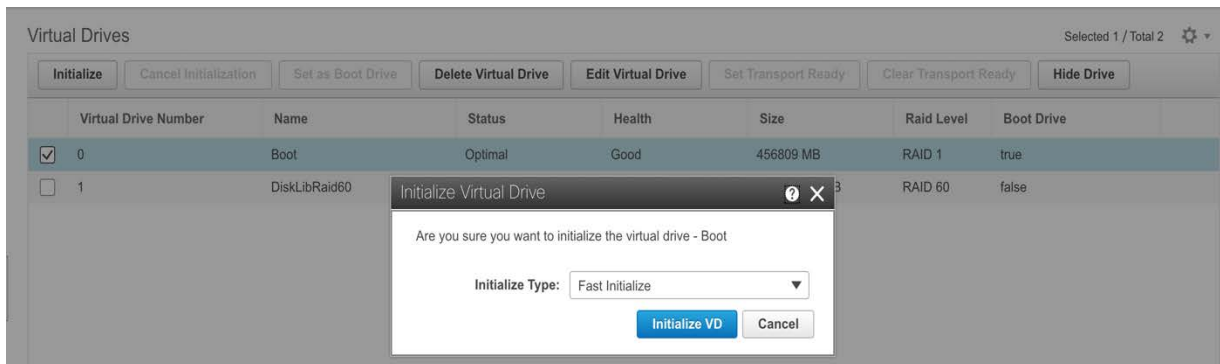 Virtual Drives Selected 1 / Total 2
Initialize Cancel Initialization Set as Boot Drive Delete Virtual Drive Edit Virtual Drive Set Transport Ready Clear Transport Ready Hide Drive
Virtual Drive Number Name Status Health Size Raid Level Boot Drive
0 Boot Optimal Good 456809 MB RAID 1 true
1 DiskLibRaid60 RAID 60 false
Initialize Virtual Drive
Are you sure you want to initialize the virtual drive - Boot
Initialize Type: Fast Initialize
Initialize VD Cancel